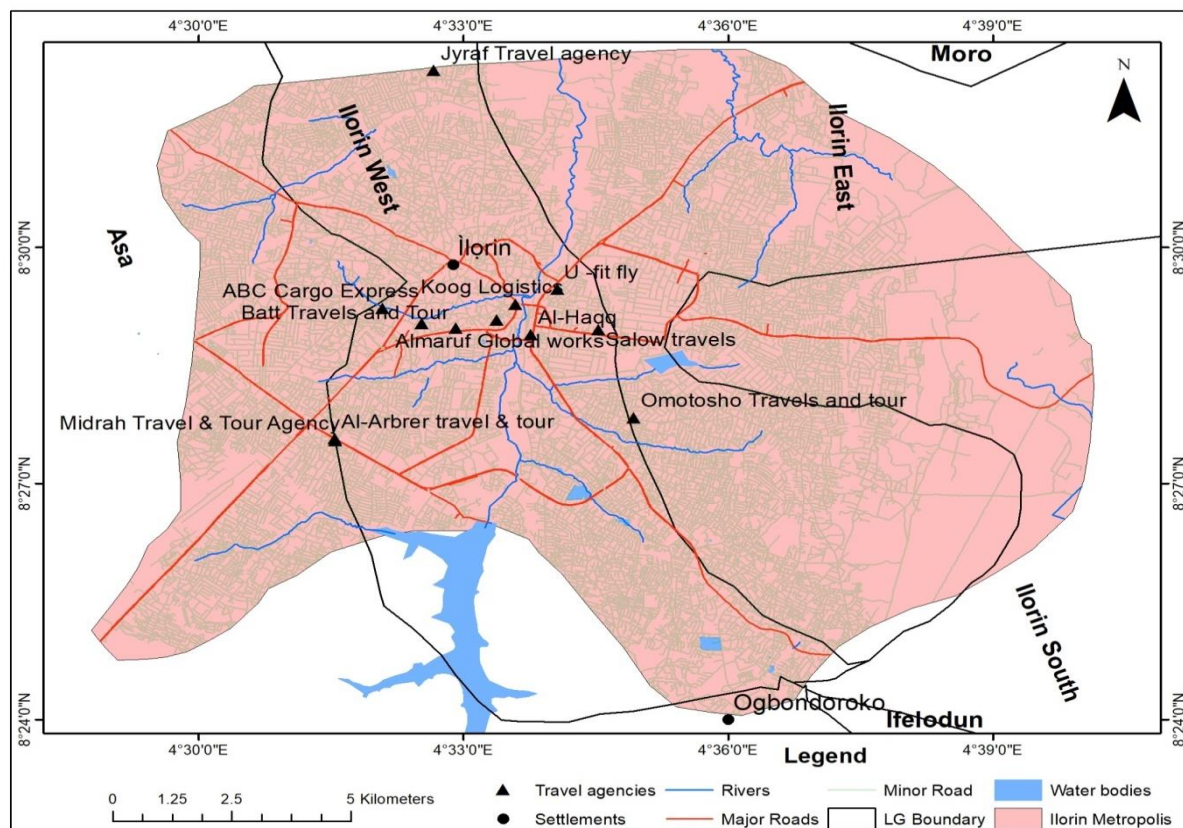 4°30'0"E 4°33'0"E 4°36'0"E 4°39'0"E
Jyraf Travel agency
Moro
N
Ilorin West
Ilorin East
Asa
8°30'0"N
8°30'0"N
Ìlọrin
U -fit fly
ABC Cargo Express
Koog Logistics
Batt Travels and Tour
Al-Haqq
Almaruf Global works
Salow travels
Omotosho Travels and tour
Midrah Travel & Tour Agency
Al-Arbrer travel & tour
8°27'0"N
8°27'0"N
Ilorin South
Ogbondoroko
Ifelodun
8°24'0"N
8°24'0"N
4°30'0"E 4°33'0"E 4°36'0"E 4°39'0"E
Legend
0 1.25 2.5 5 Kilometers
Travel agencies Rivers Minor Road Water bodies
Settlements Major Roads LG Boundary Ilorin Metropolis